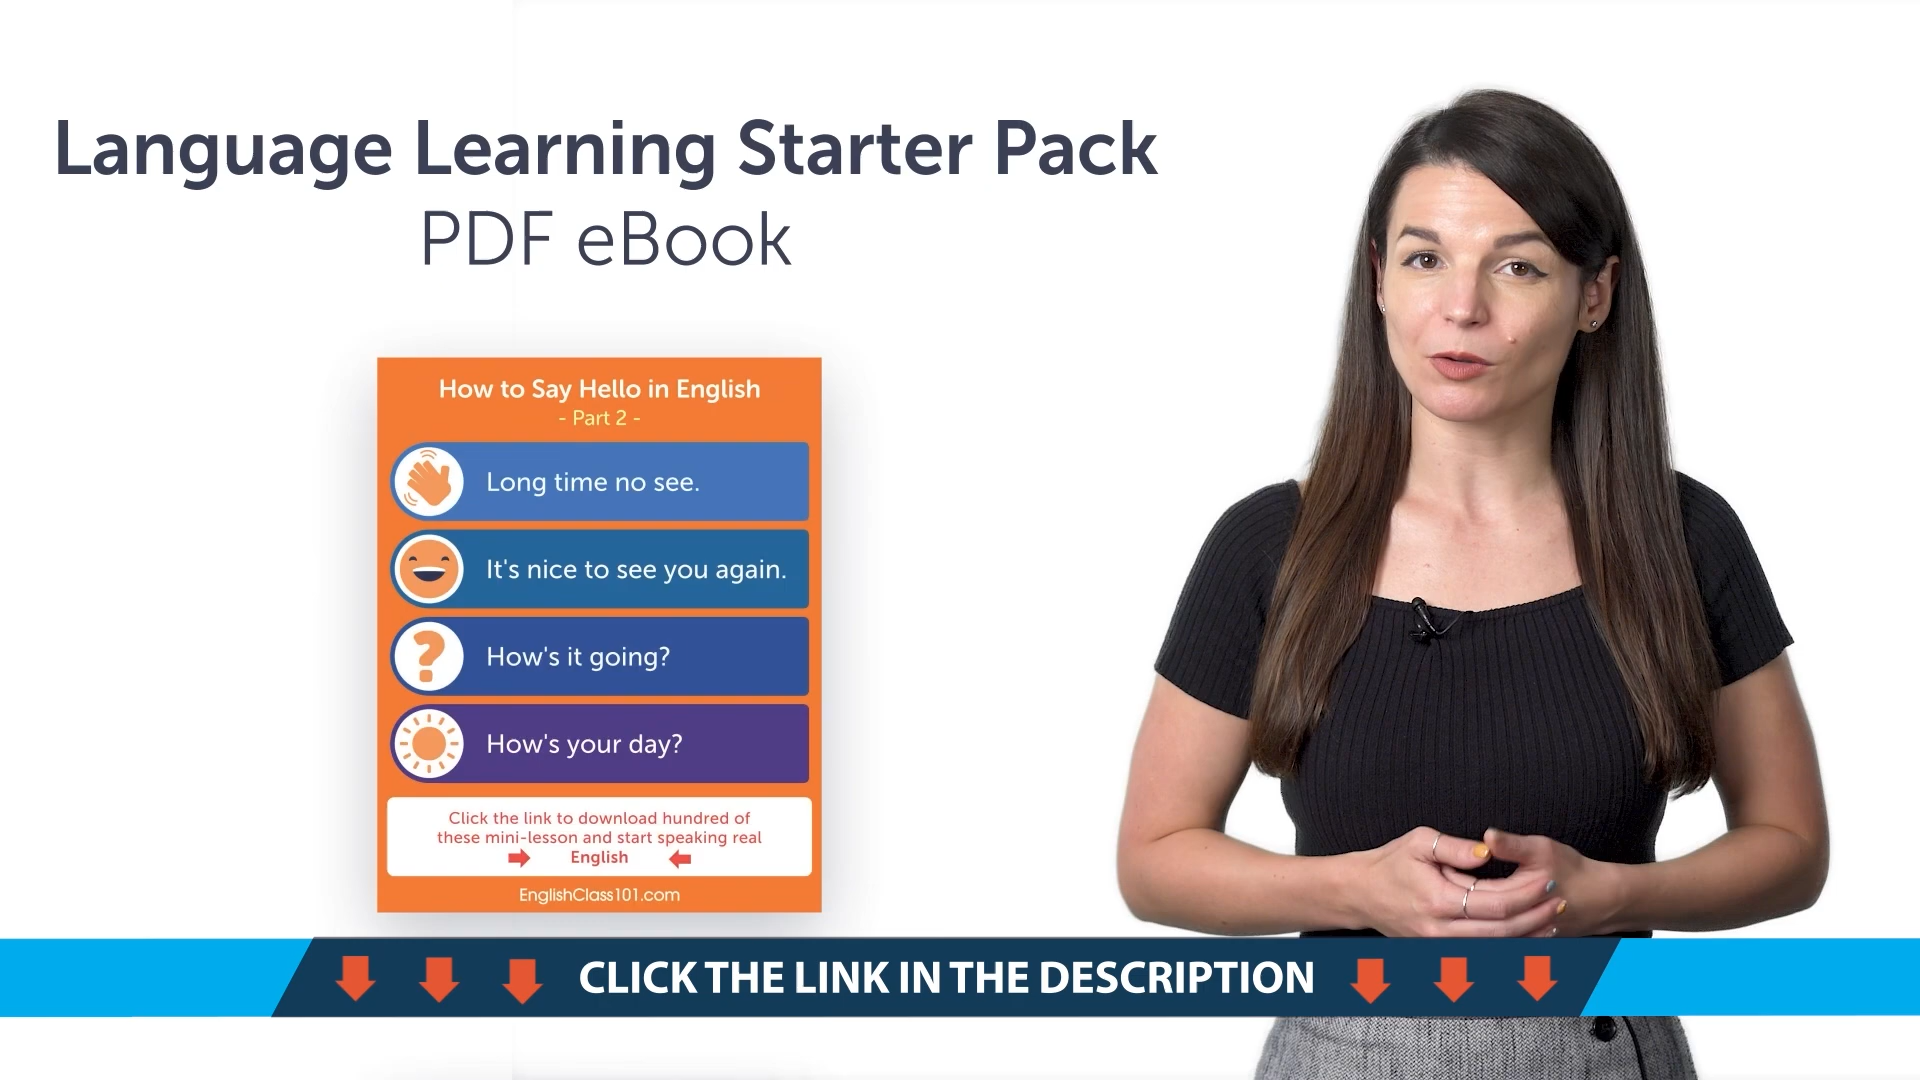 Language Learning Starter Pack
PDF eBook
How to Say Hello in English
- Part 2 -
Long time no see.
It's nice to see you again.
?
How's it going?
How's your day?
Click the link to download hundred of
these mini-lesson and start speaking real
English
EnglishClass101.com
CLICK THE LINK IN THE DESCRIPTION